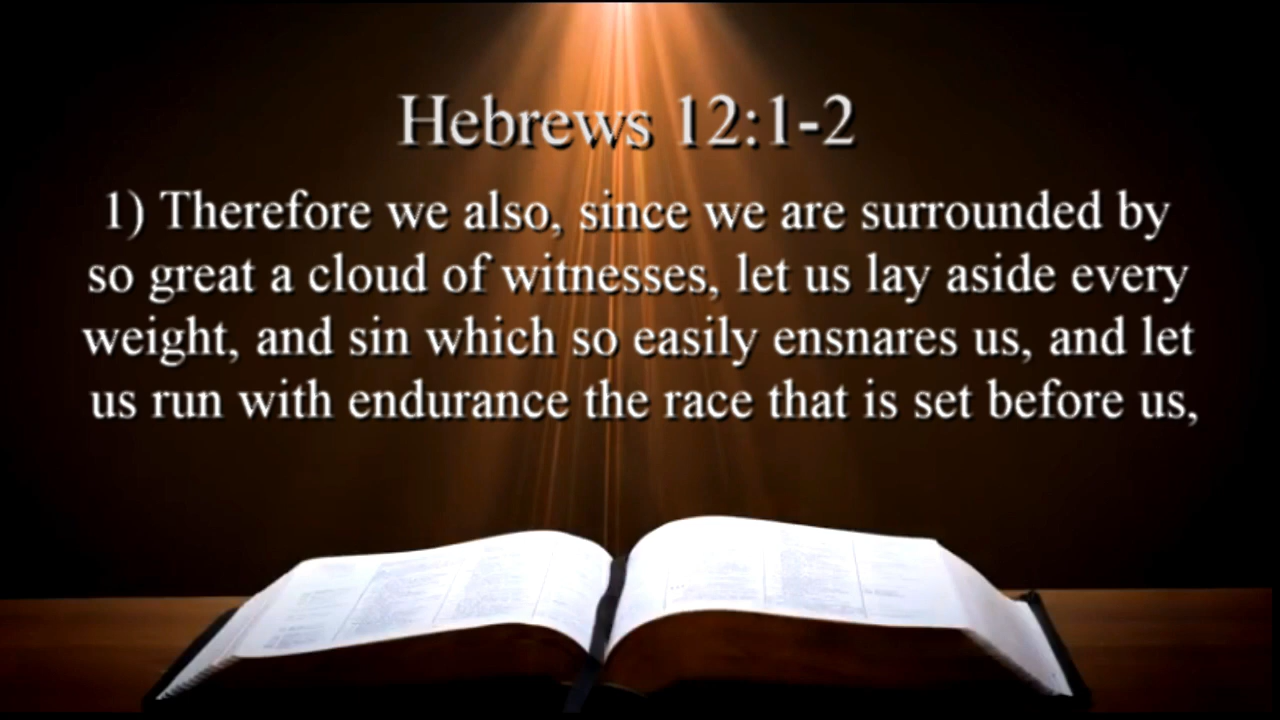 Hebrews 12:1-2
1) Therefore we also, since we are surrounded by
so great a cloud of witnesses, let us lay aside every
weight, and sin which so easily ensnares us, and let
us run with endurance the race that is set before us,